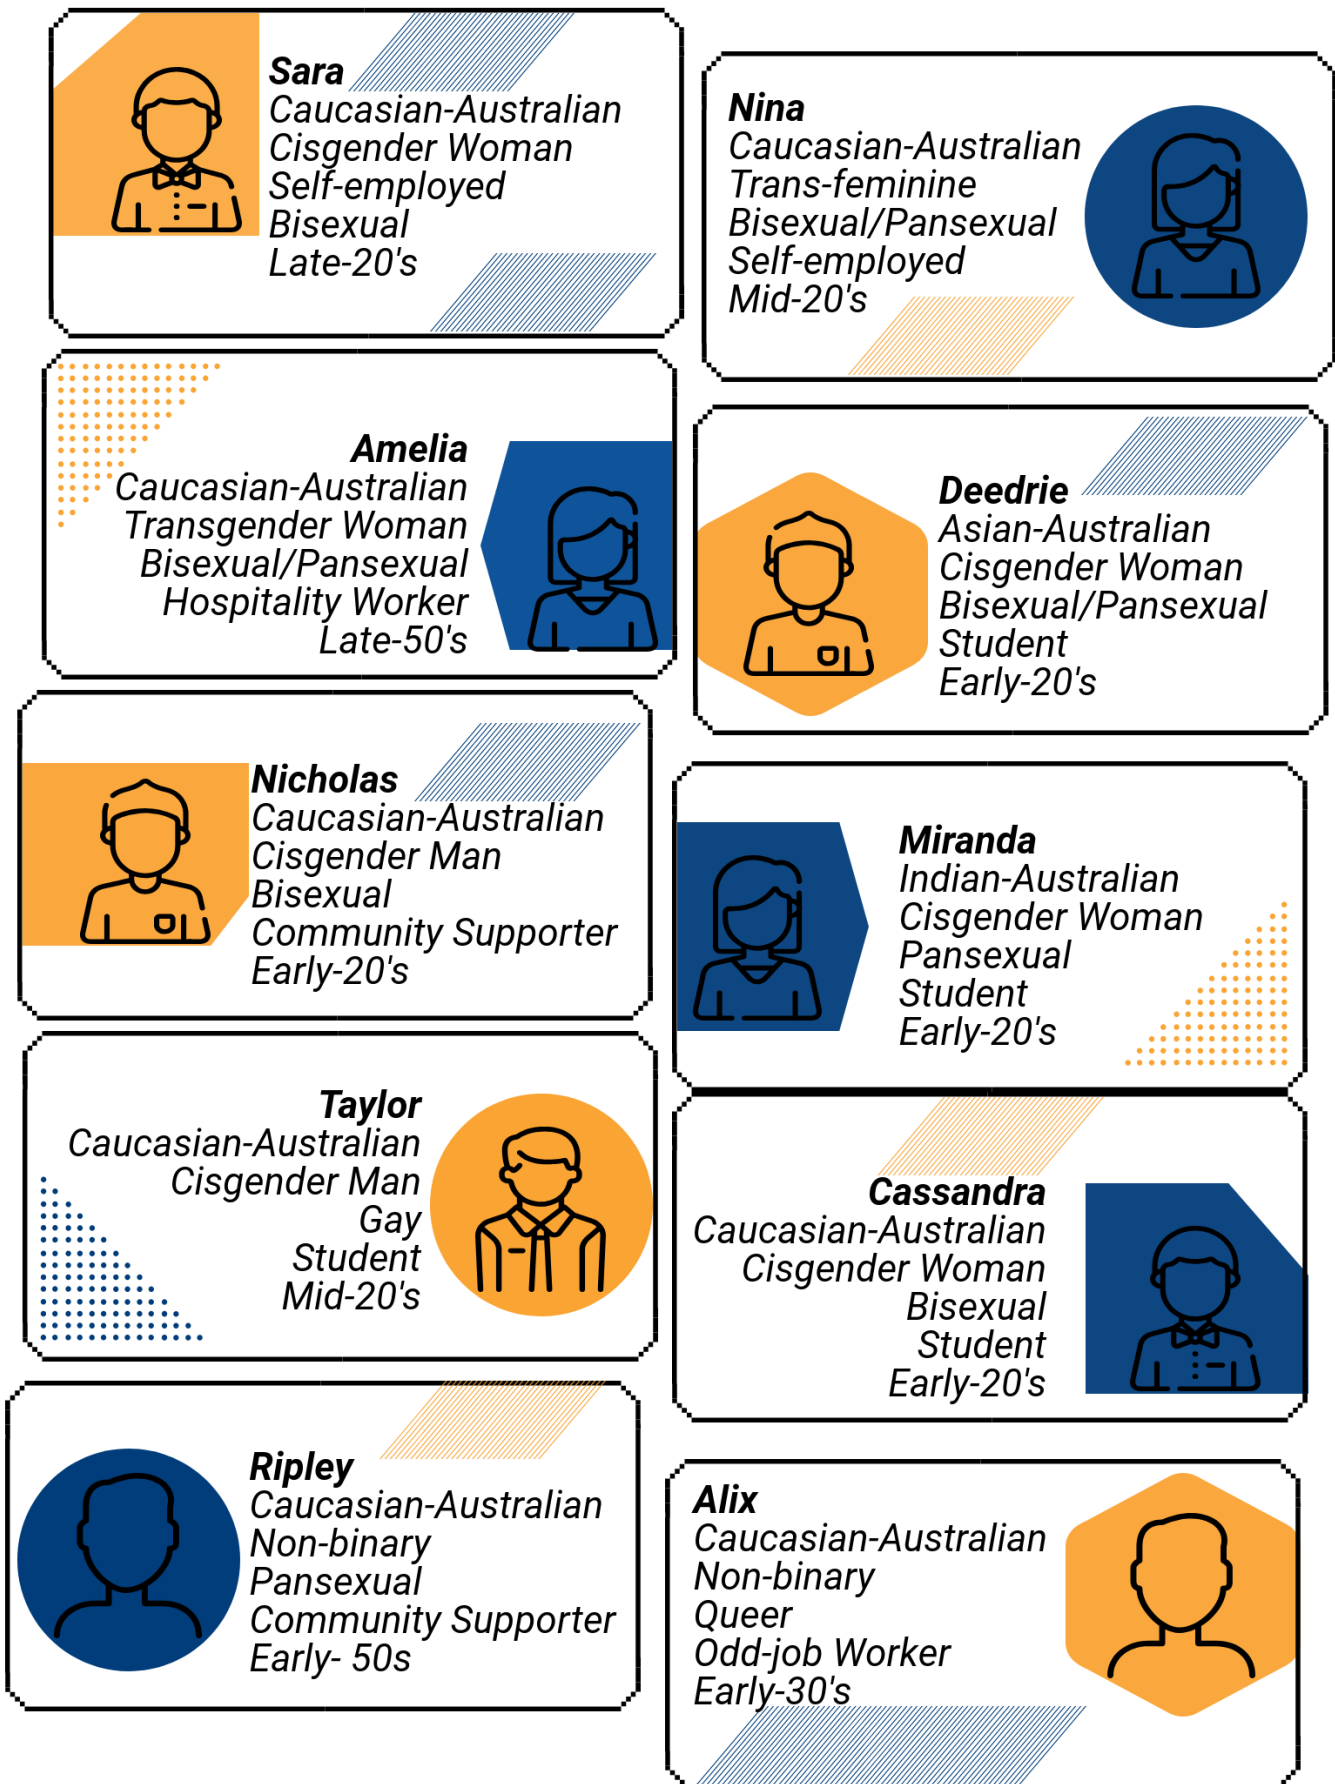 Sara
Caucasian-Australian
Cisgender Woman
Self-employed
Bisexual
Late-20's
Nina
Caucasian-Australian
Trans-feminine
Bisexual/Pansexual
Self-employed
Mid-20's
Amelia
Caucasian-Australian
Transgender Woman
Bisexual/Pansexual
Hospitality Worker
Late-50's
Deedrie
Asian-Australian
Cisgender Woman
Bisexual/Pansexual
Student
Early-20's
Nicholas
Caucasian-Australian
Cisgender Man
Bisexual
Community Supporter
Early-20's
Miranda
Indian-Australian
Cisgender Woman
Pansexual
Student
Early-20's
Taylor
Caucasian-Australian
Cisgender Man
Gay
Student
Mid-20's
Cassandra
Caucasian-Australian
Cisgender Woman
Bisexual
Student
Early-20's
Ripley
Caucasian-Australian
Non-binary
Pansexual
Community Supporter
Early- 50s
Alix
Caucasian-Australian
Non-binary
Queer
Odd-job Worker
Early-30's